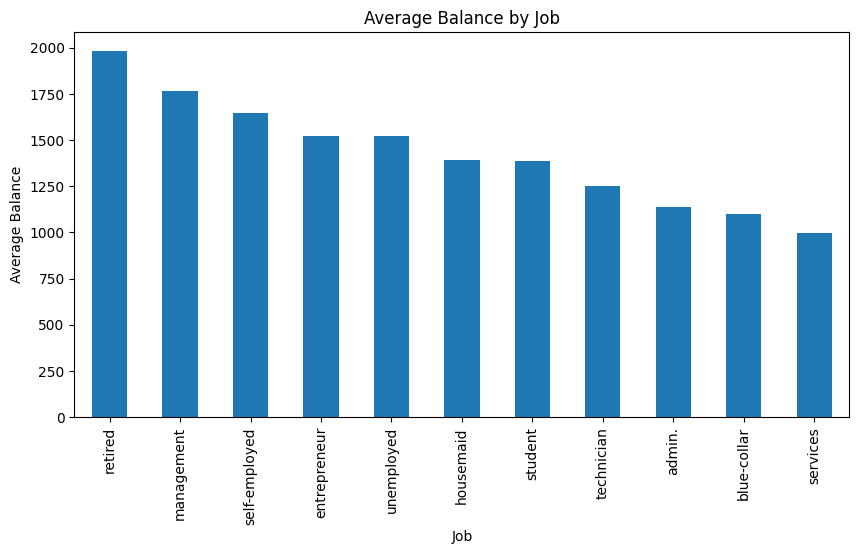 Average Balance by Job
Average Balance
2000
1750
1500
1250
1000
750
500
250
0
retired
management
self-employed
entrepreneur
unemployed
housemaid
student
technician
admin.
blue-collar
services
Job